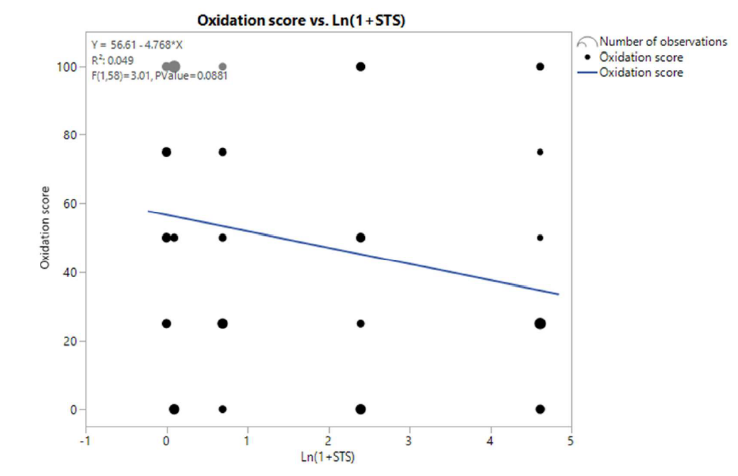 Oxidation score vs. Ln(1+STS)
Y = 56.61 - 4.768*X
R²: 0.049
F(1,58)=3.01, PValue=0.0881
Number of observations
Oxidation score
Oxidation score
Oxidation score
100
80
60
40
20
0
-1 0 1 2 3 4 5
Ln(1+STS)